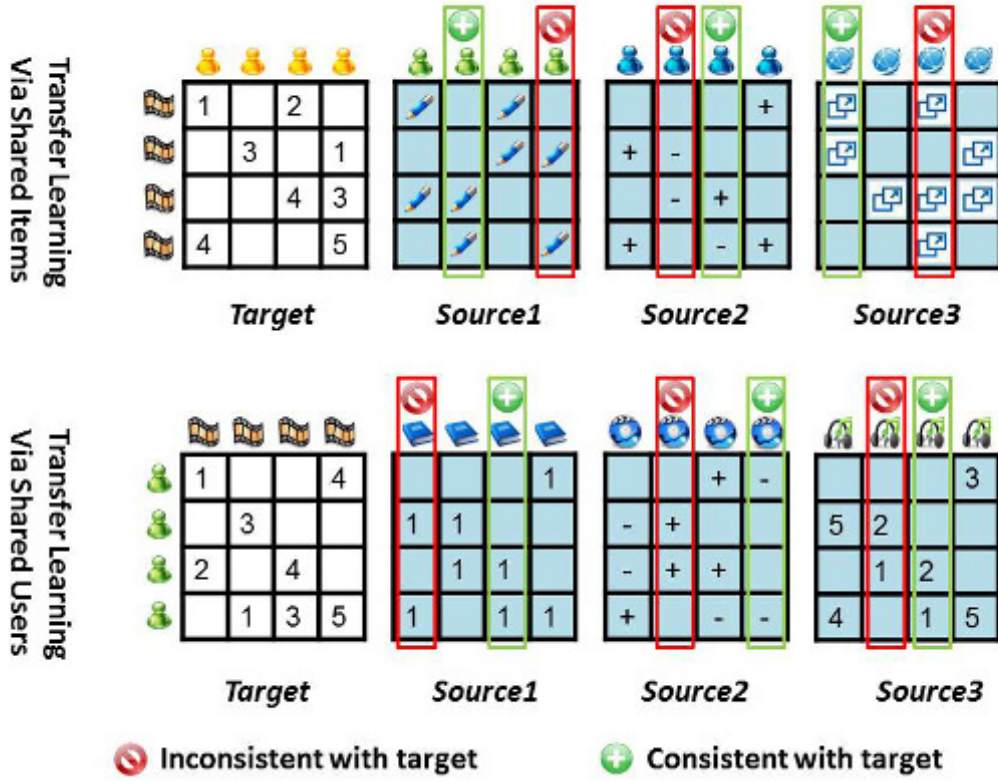 Transfer Learning
Via Shared Items
1 2 +
3 1 + -
4 3 - +
4 5 + - +
Target Source1 Source2 Source3
Transfer Learning
Via Shared Users
1 4 1 + - 3
3 1 1 - + 5 2
2 4 1 1 - + + 1 2
1 3 5 1 1 1 + - - 4 1 5
Target Source1 Source2 Source3
Inconsistent with target Consistent with target